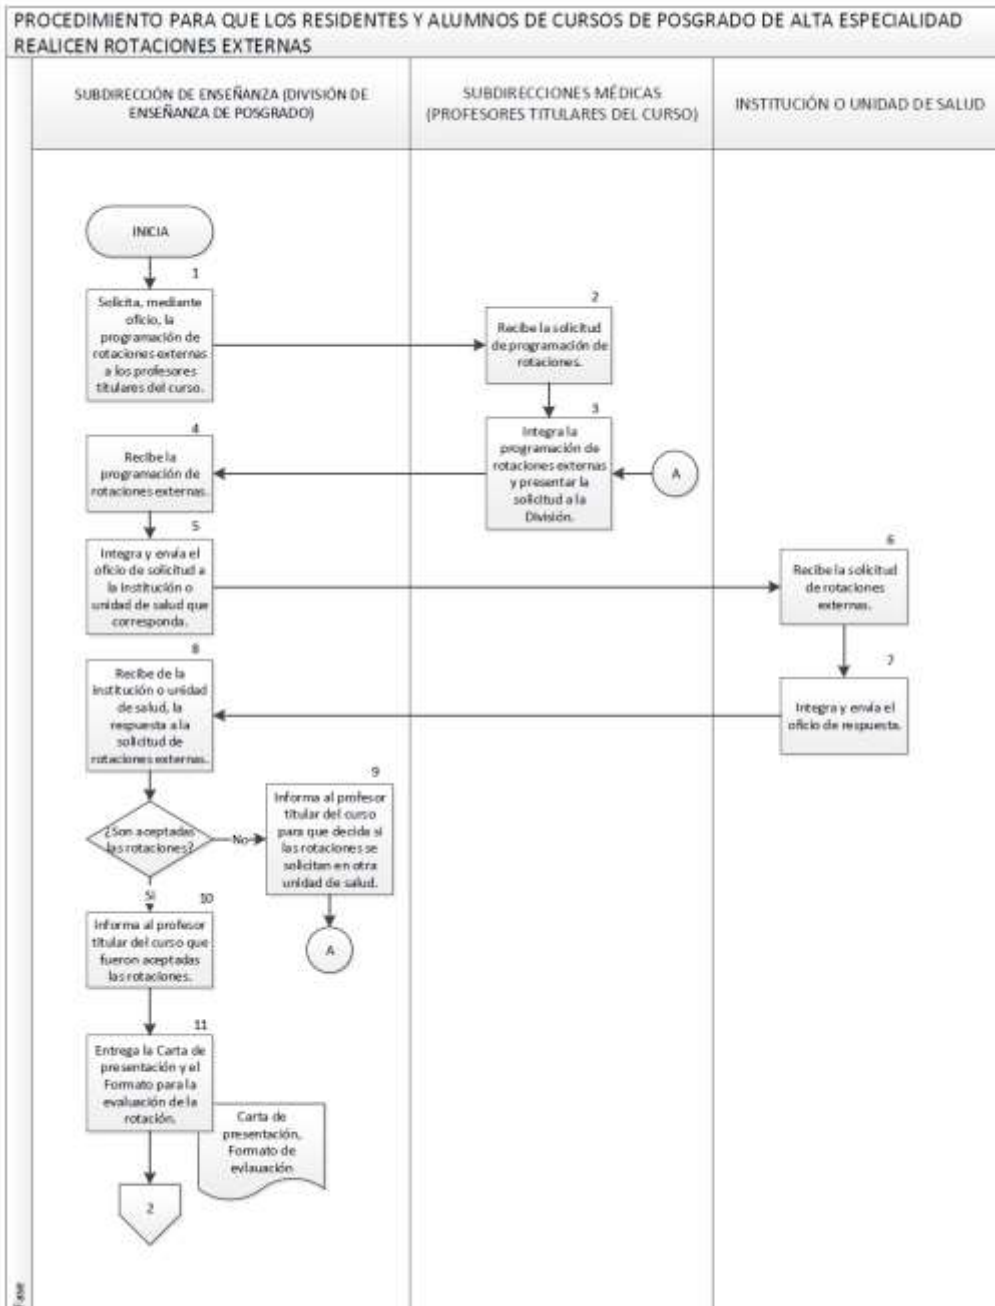 PROCEDIMIENTO PARA QUE LOS RESIDENTES Y ALUMNOS DE CURSOS DE POSGRADO DE ALTA ESPECIALIDAD
REALICEN ROTACIONES EXTERNAS
SUBDIRECCIÓN DE ENSEÑANZA (DIVISIÓN DE
ENSEÑANZA DE POSGRADO)
SUBDIRECCIONES MÉDICAS
(PROFESORES TITULARES DEL CURSO)
INSTITUCIÓN O UNIDAD DE SALUD
INICIA
1
Solicita, mediante
oficio, la
programación de
rotaciones externas
a los profesores
titulares del curso.
2
Recibe la solicitud
de programación de
rotaciones.
3
Integra la
programación de
rotaciones externas
y presentar la
solicitud a la
División.
A
4
Recibe la
programación de
rotaciones externas.
5
Integra y envía el
oficio de solicitud a
la institución o
unidad de salud que
corresponda.
6
Recibe la solicitud
de rotaciones
externas.
7
Integra y envía el
oficio de respuesta.
8
Recibe de la
institución o unidad
de salud, la
respuesta a la
solicitud de
rotaciones externas.
¿Son aceptadas
las rotaciones?
No
9
Informa al profesor
titular del curso
para que decida si
las rotaciones se
solicitan en otra
unidad de salud.
A
Si
10
Informa al profesor
titular del curso que
fueron aceptadas
las rotaciones.
11
Entrega la Carta de
presentación y el
Formato para la
evaluación de la
rotación.
Carta de
presentación,
Formato de
evlauación
2
Fase